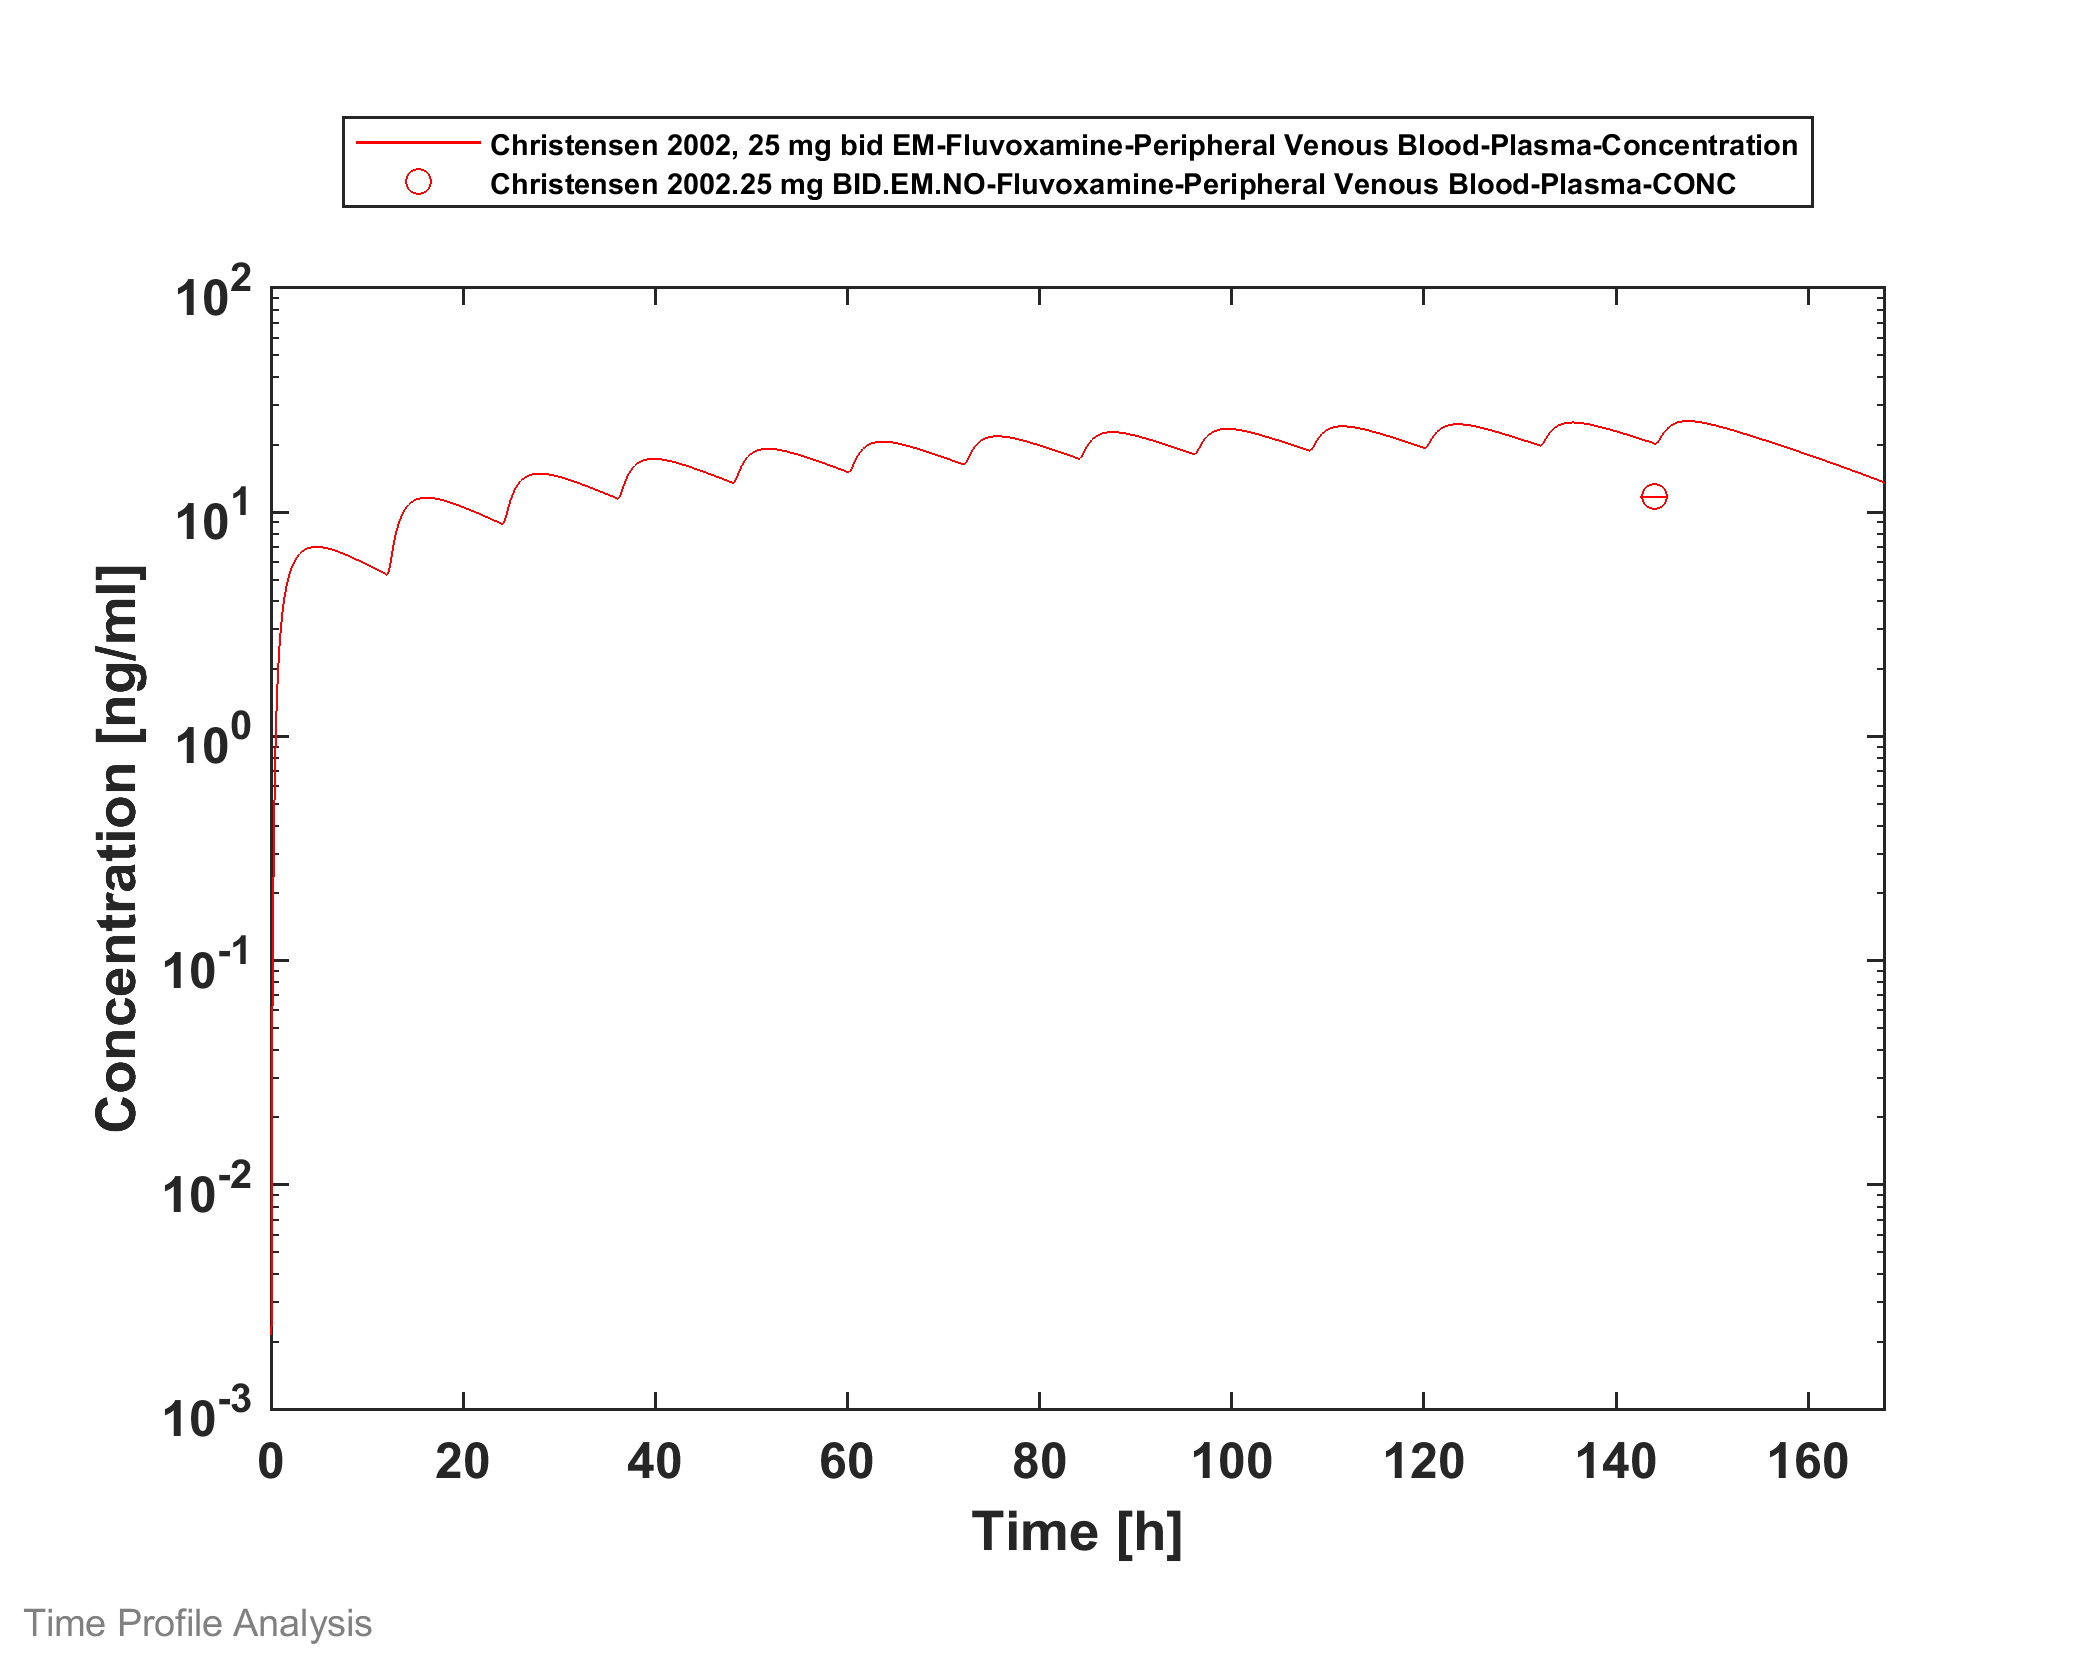 Christensen 2002, 25 mg bid EM-Fluvoxamine-Peripheral Venous Blood-Plasma-Concentration
Christensen 2002.25 mg BID.EM.NO-Fluvoxamine-Peripheral Venous Blood-Plasma-CONC
10^2
10^1
10^0
10^-1
10^-2
10^-3
Concentration [ng/ml]
0 20 40 60 80 100 120 140 160
Time [h]
Time Profile Analysis